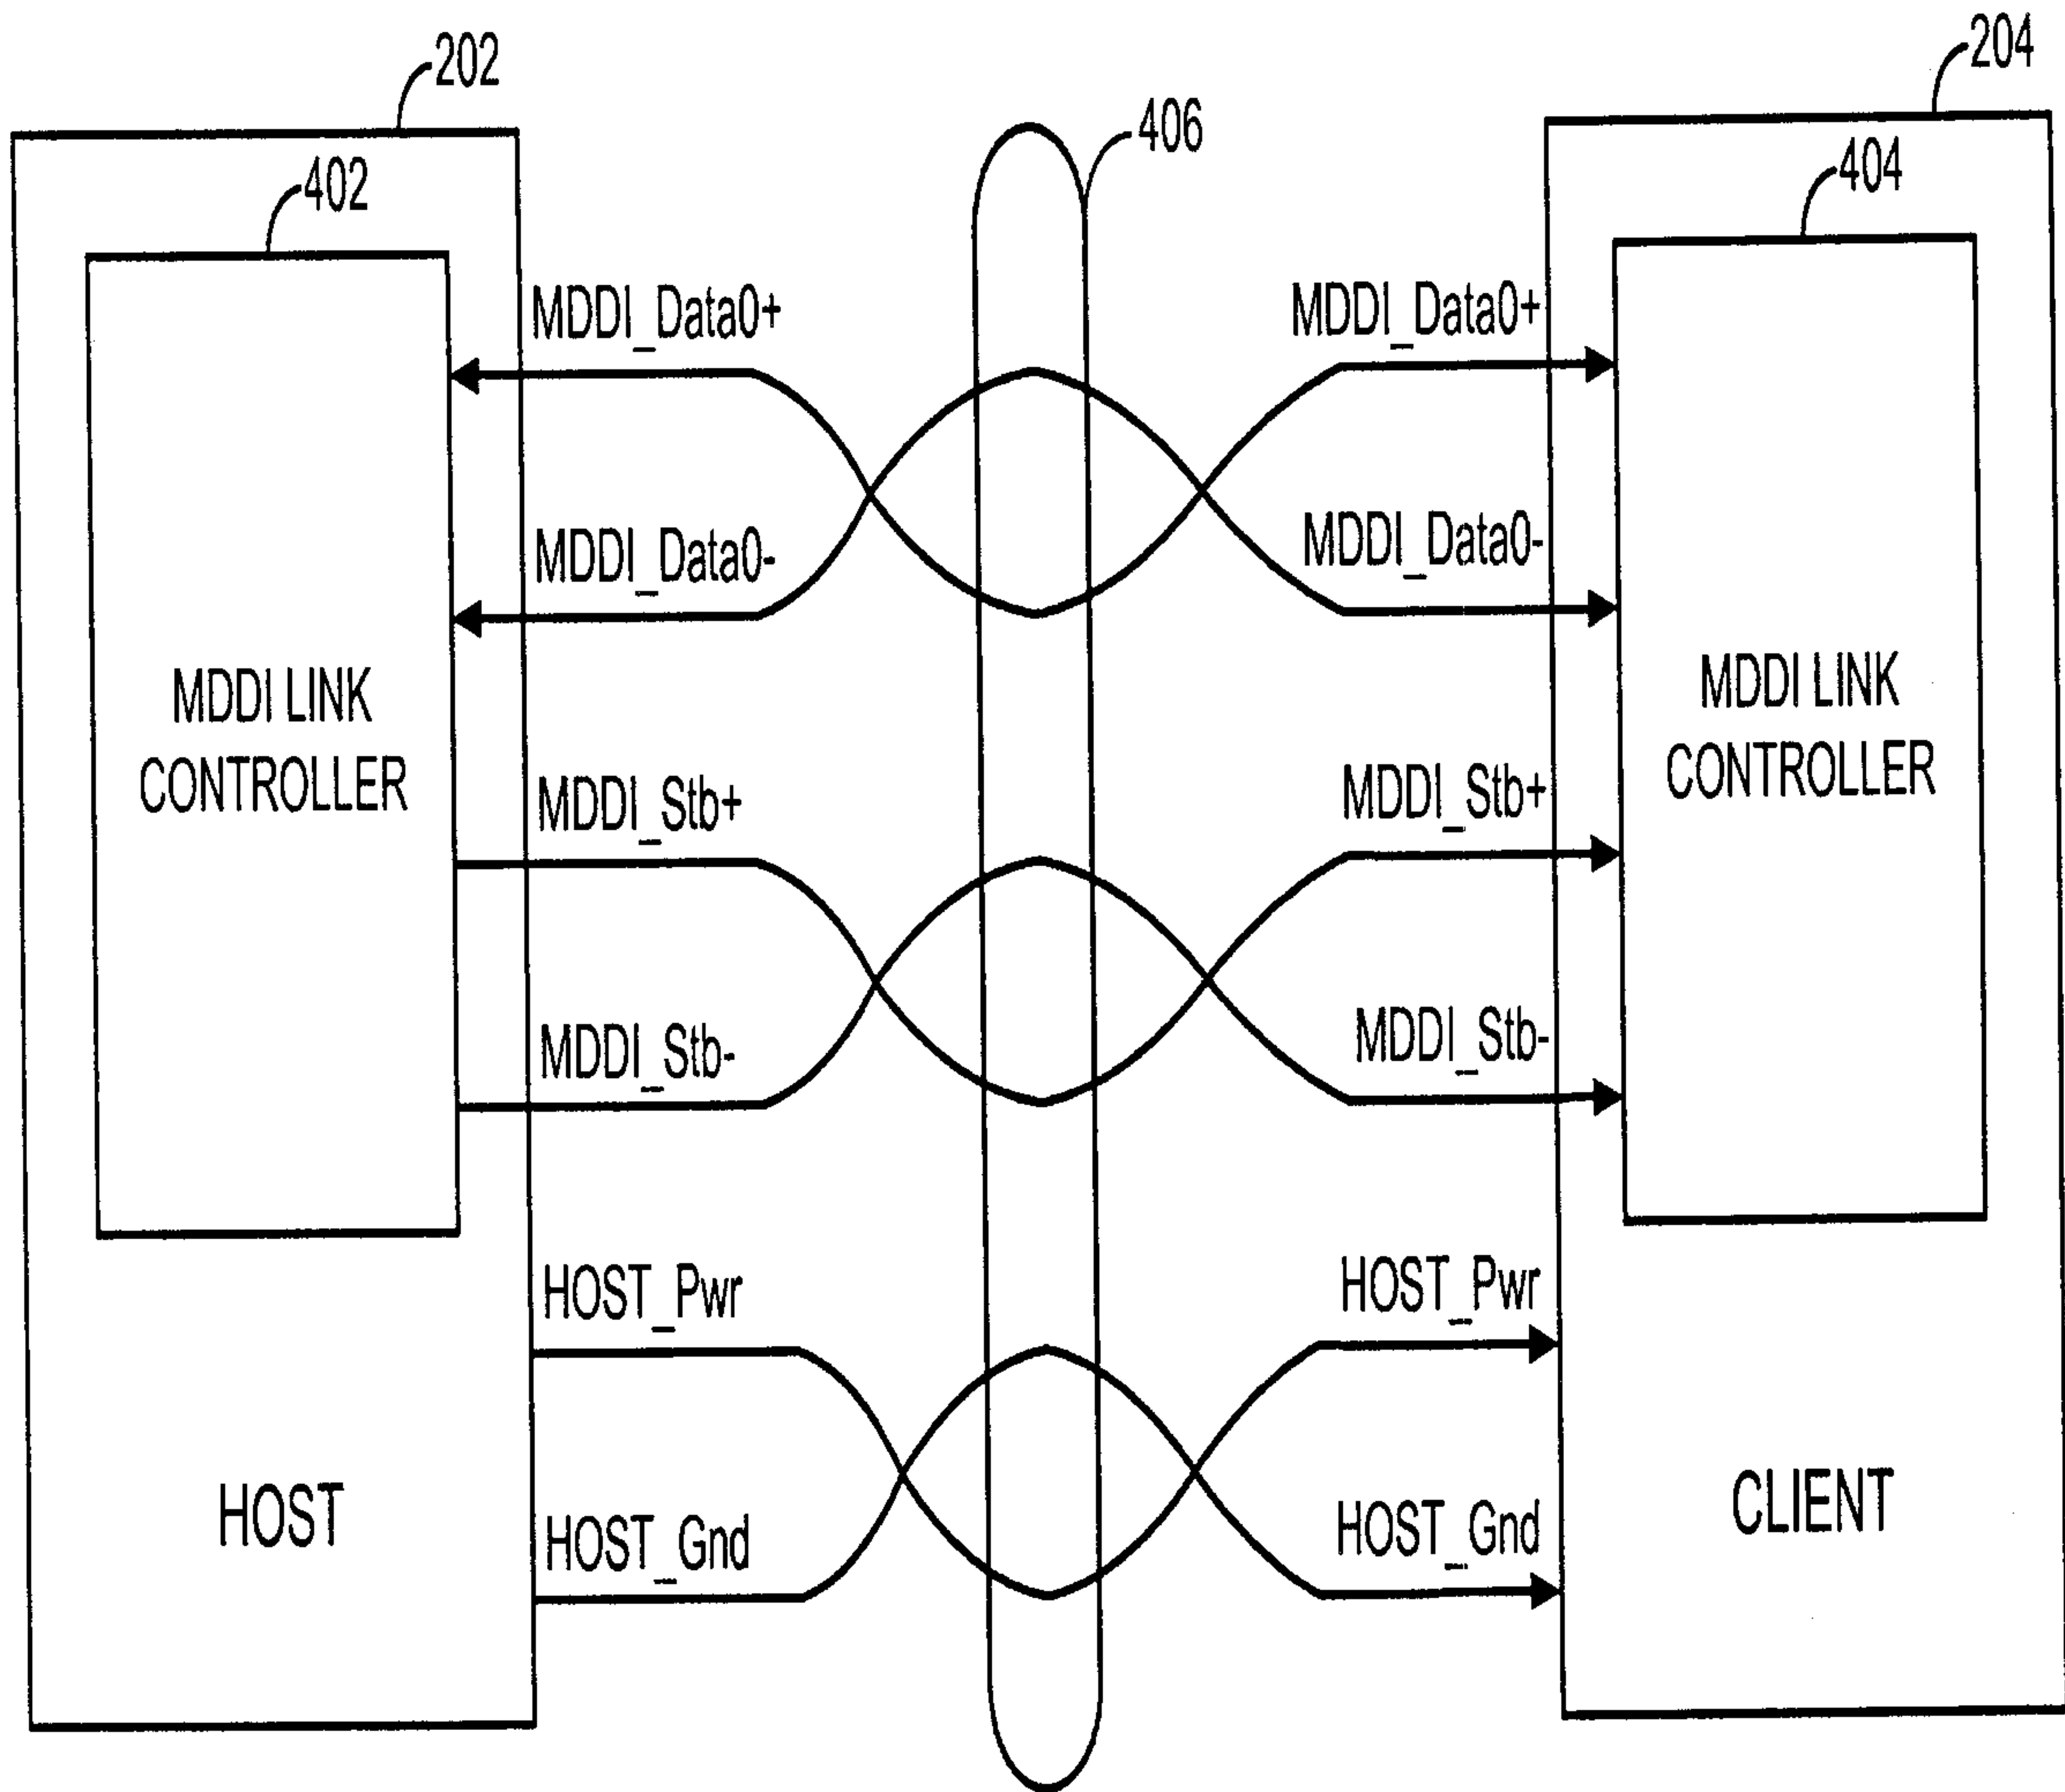 202
204
406
402
404
MDDI_Data0+
MDDI_Data0+
MDDI_Data0-
MDDI_Data0-
MDDI LINK
CONTROLLER
MDDI LINK
CONTROLLER
MDDI_Stb+
MDDI_Stb+
MDDI_Stb-
MDDI_Stb-
HOST_Pwr
HOST_Pwr
HOST
HOST_Gnd
HOST_Gnd
CLIENT